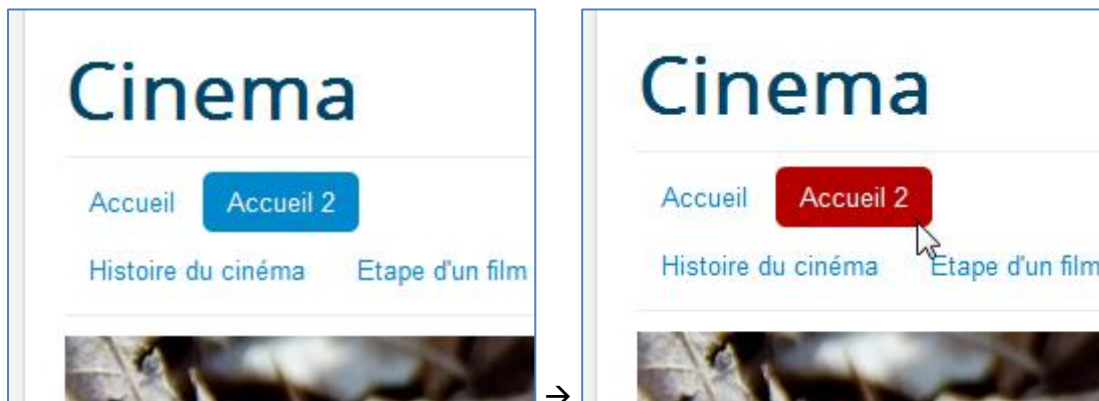 Cinema
Accueil Accueil 2
Histoire du cinéma Etape d'un film
→
Cinema
Accueil Accueil 2
Histoire du cinéma Etape d'un film